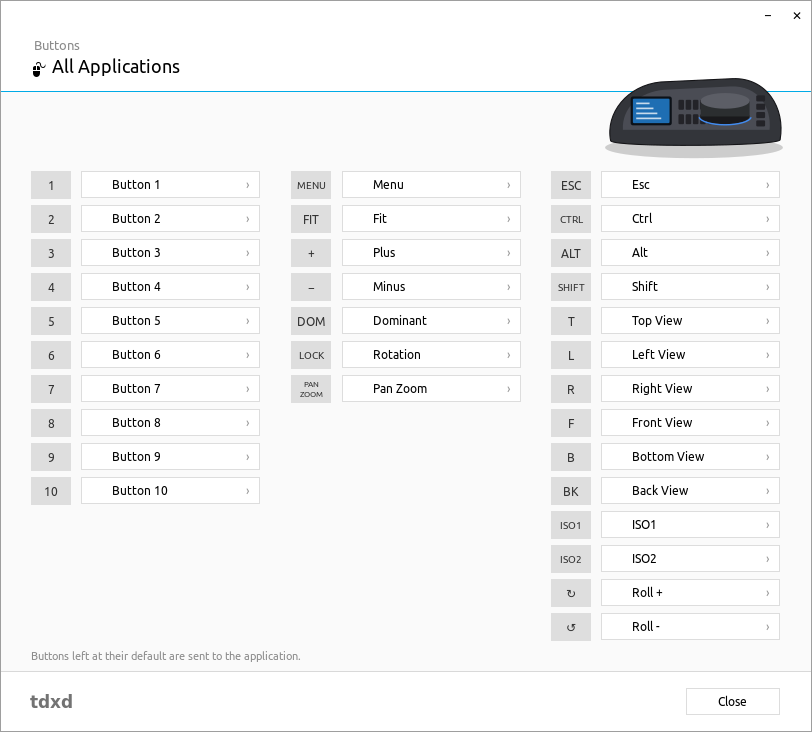 Buttons
All Applications
1 Button 1 ›
2 Button 2 ›
3 Button 3 ›
4 Button 4 ›
5 Button 5 ›
6 Button 6 ›
7 Button 7 ›
8 Button 8 ›
9 Button 9 ›
10 Button 10 ›
MENU Menu ›
FIT Fit ›
+ Plus ›
− Minus ›
DOM Dominant ›
LOCK Rotation ›
PAN
ZOOM Pan Zoom ›
ESC Esc ›
CTRL Ctrl ›
ALT Alt ›
SHIFT Shift ›
T Top View ›
L Left View ›
R Right View ›
F Front View ›
B Bottom View ›
BK Back View ›
ISO1 ISO1 ›
ISO2 ISO2 ›
↻ Roll + ›
↺ Roll - ›
Buttons left at their default are sent to the application.
tdxd
Close